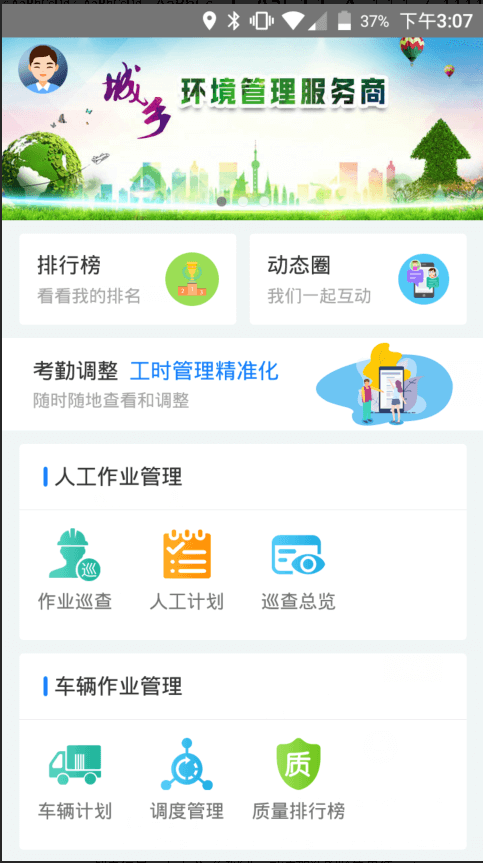 37% 下午3:07
城乡 环境管理服务商
排行榜
看看我的排名
动态圈
我们一起互动
考勤调整 工时管理精准化
随时随地查看和调整
人工作业管理
巡
作业巡查 人工计划 巡查总览
车辆作业管理
质
车辆计划 调度管理 质量排行榜